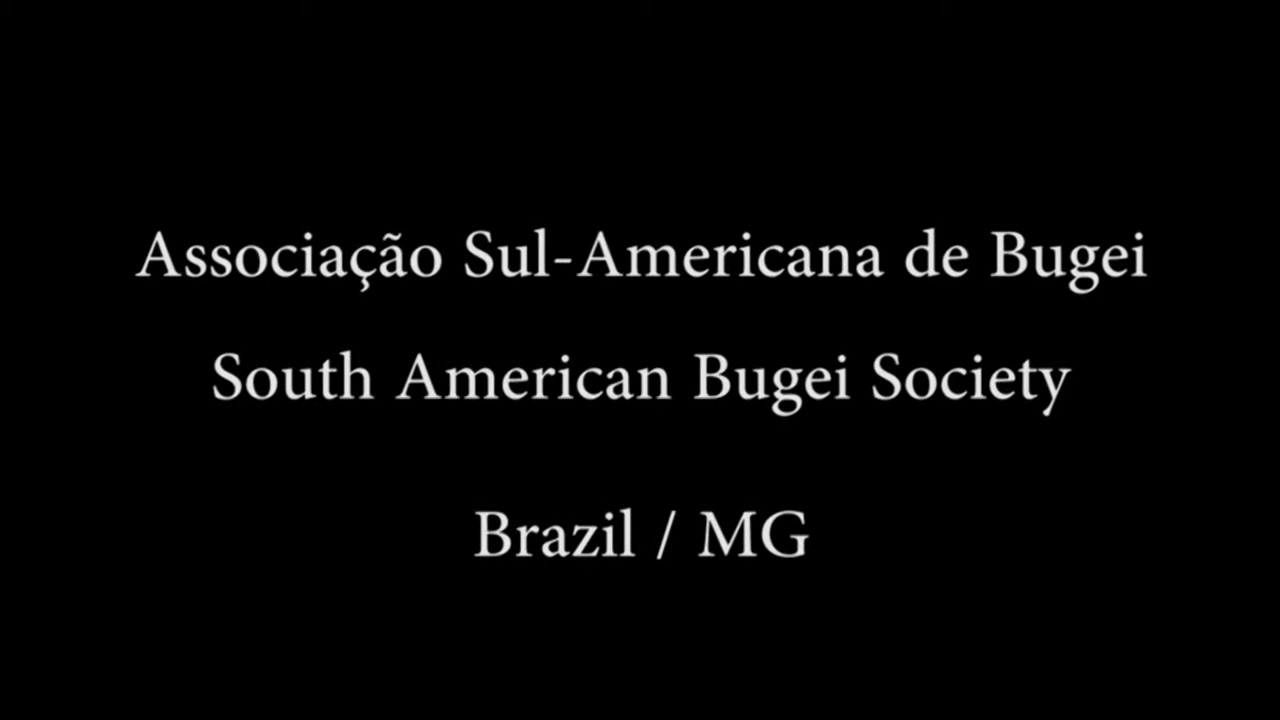 Associação Sul-Americana de Bugei
South American Bugei Society
Brazil / MG